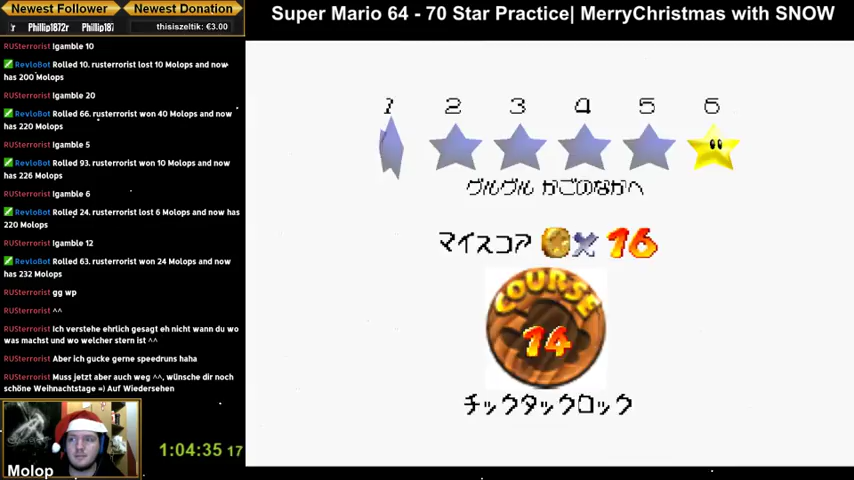 Newest Follower
Newest Donation
r Phillip1872r Phillip18
thisiszeltik: €3.00
Super Mario 64 - 70 Star Practice| MerryChristmas with SNOW
RUSterrorist !gamble 10
RevloBot Rolled 10. rusterrorist lost 10 Molops and now
has 200 Molops
RUSterrorist !gamble 20
RevloBot Rolled 66. rusterrorist won 40 Molops and now
has 220 Molops
RUSterrorist !gamble 5
RevloBot Rolled 93. rusterrorist won 10 Molops and now
has 226 Molops
RUSterrorist !gamble 6
RevloBot Rolled 24. rusterrorist lost 6 Molops and now has
220 Molops
RUSterrorist !gamble 12
RevloBot Rolled 63. rusterrorist won 24 Molops and now
has 232 Molops
RUSterrorist gg wp
RUSterrorist ^^
RUSterrorist Ich verstehe ehrlich gesagt eh nicht wann du wo
was machst und wo welcher stern ist ^^
RUSterrorist Aber ich gucke gerne speedruns haha
RUSterrorist Muss jetzt aber auch weg ^^, wünsche dir noch
schöne Weihnachtstage =) Auf Wiedersehen
1 2 3 4 5 6
グルグル かごのなかへ
マイスコア × 16
COURSE
14
チックタックロック
1:04:35 17
Molop